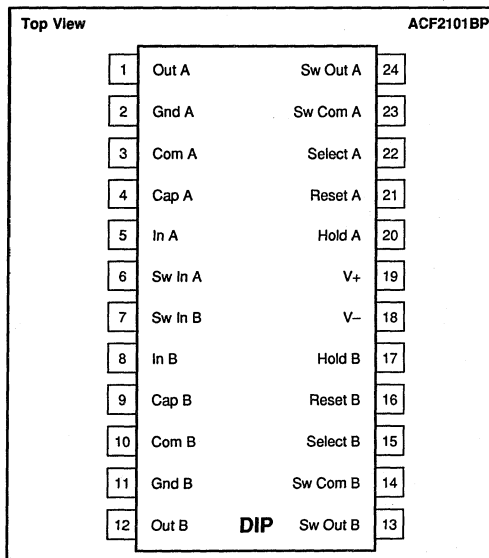 Top View ACF2101BP
1 Out A Sw Out A 24
2 Gnd A Sw Com A 23
3 Com A Select A 22
4 Cap A Reset A 21
5 In A Hold A 20
6 Sw In A V+ 19
7 Sw In B V– 18
8 In B Hold B 17
9 Cap B Reset B 16
10 Com B Select B 15
11 Gnd B Sw Com B 14
12 Out B DIP Sw Out B 13